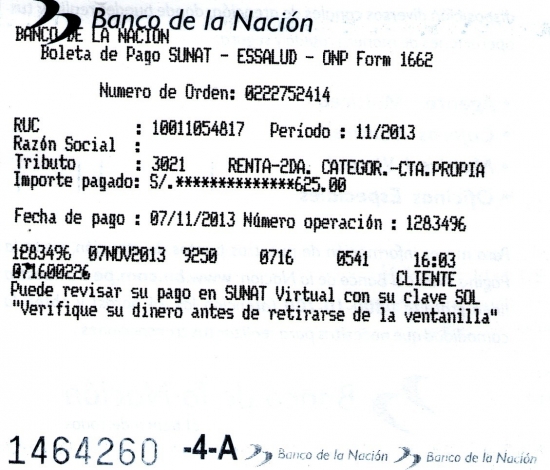 Banco de la Nación
BANCO DE LA NACION
Boleta de Pago SUNAT - ESSALUD - ONP Form 1662
Numero de Orden: 0222752414
RUC : 10011054817 Período : 11/2013
Razón Social :
Tributo : 3021 RENTA-2DA. CATEGOR.-CTA.PROPIA
Importe pagado: S/.**************625.00
Fecha de pago : 07/11/2013 Número operación : 1283496
1283496 07NOV2013 9250 0716 0541 16:03
071600226 CLIENTE
Puede revisar su pago en SUNAT Virtual con su clave SOL
"Verifique su dinero antes de retirarse de la ventanilla"
1464260 -4-A Banco de la Nación Banco de la Nación